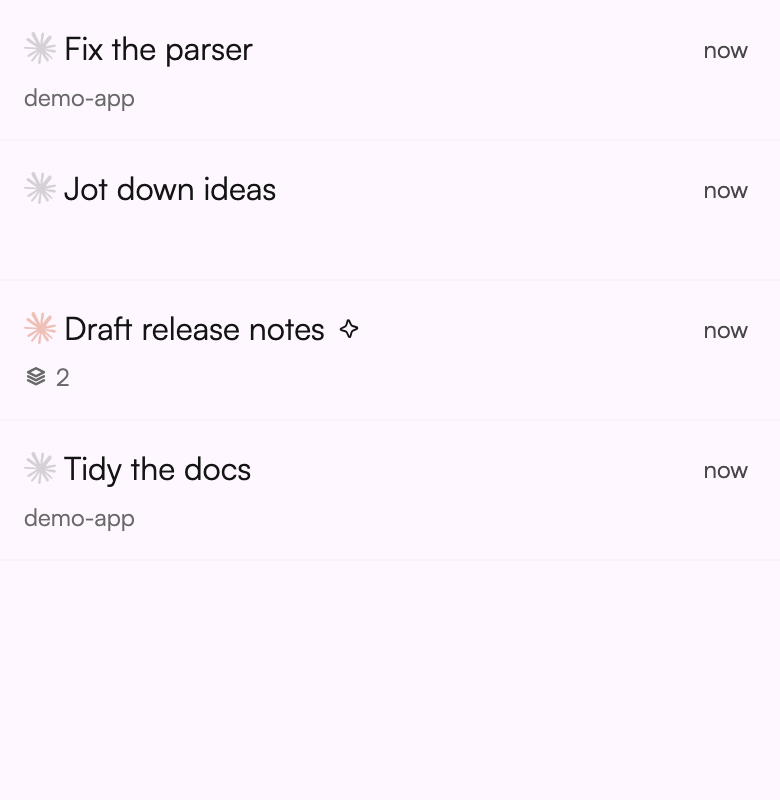 Fix the parser now
demo-app
Jot down ideas now
Draft release notes now
2
Tidy the docs now
demo-app